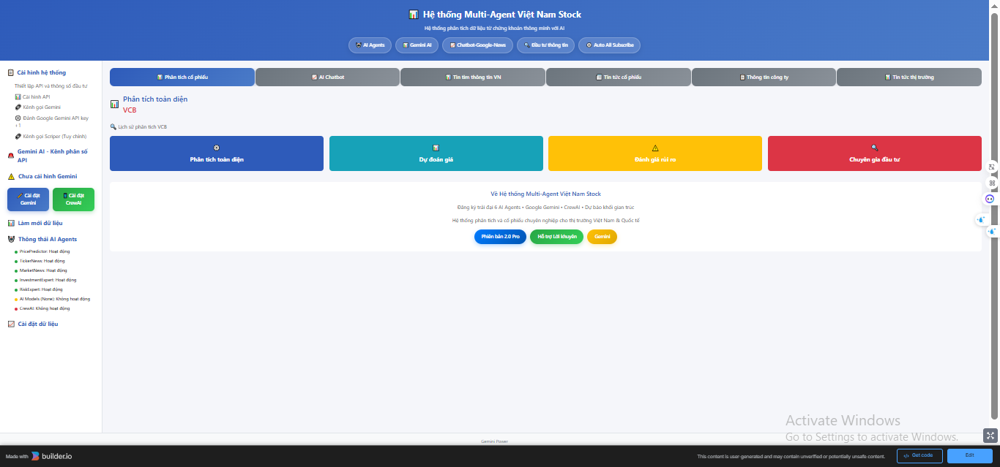 Hệ thống Multi-Agent Việt Nam Stock
Hệ thống phân tích dữ liệu từ chứng khoán thông minh với AI
AI Agents
Gemini AI
Chatbot-Google-News
Đầu tư thông tin
Auto All Subscribe
Cài hình hệ thống
Thiết lập API và thông số đầu tư
Cài hình API
Kênh gọi Gemini
Đánh Google Gemini API key
+1
Kênh gọi Scriper (Tuy chỉnh)
Gemini AI - Kênh phân số
API
Chưa cài hình Gemini
Cài đặt
Gemini
Cài đặt
CrewAI
Làm mới dữ liệu
Thông thái AI Agents
PricePredictor: Hoạt động
TickerNews: Hoạt động
MarketNews: Hoạt động
InvestmentExpert: Hoạt động
RiskExpert: Hoạt động
AI Models (None): Không hoạt động
CrewAI: Không hoạt động
Cài đặt dữ liệu
Phân tích cổ phiếu
AI Chatbot
Tin tìm thông tin VN
Tin tức cổ phiếu
Thông tin công ty
Tin tức thị trường
Phân tích toàn diện
VCB
Lịch sử phân tích VCB
Phân tích toàn diện
Dự đoán giá
Đánh giá rủi ro
Chuyên gia đầu tư
Về Hệ thống Multi-Agent Việt Nam Stock
Đăng ký trải đại 6 AI Agents • Google Gemini • CrewAI • Dự báo khối gian trúc
Hệ thống phân tích và cổ phiếu chuyên nghiệp cho thị trường Việt Nam & Quốc tế
Phiên bản 2.0 Pro
Hỗ trợ Lời khuyên
Gemini
Activate Windows
Go to Settings to activate Windows.
Gemini Power
Made with builder.io
This content is user-generated and may contain unverified or potentially unsafe content.
</> Get code
Edit